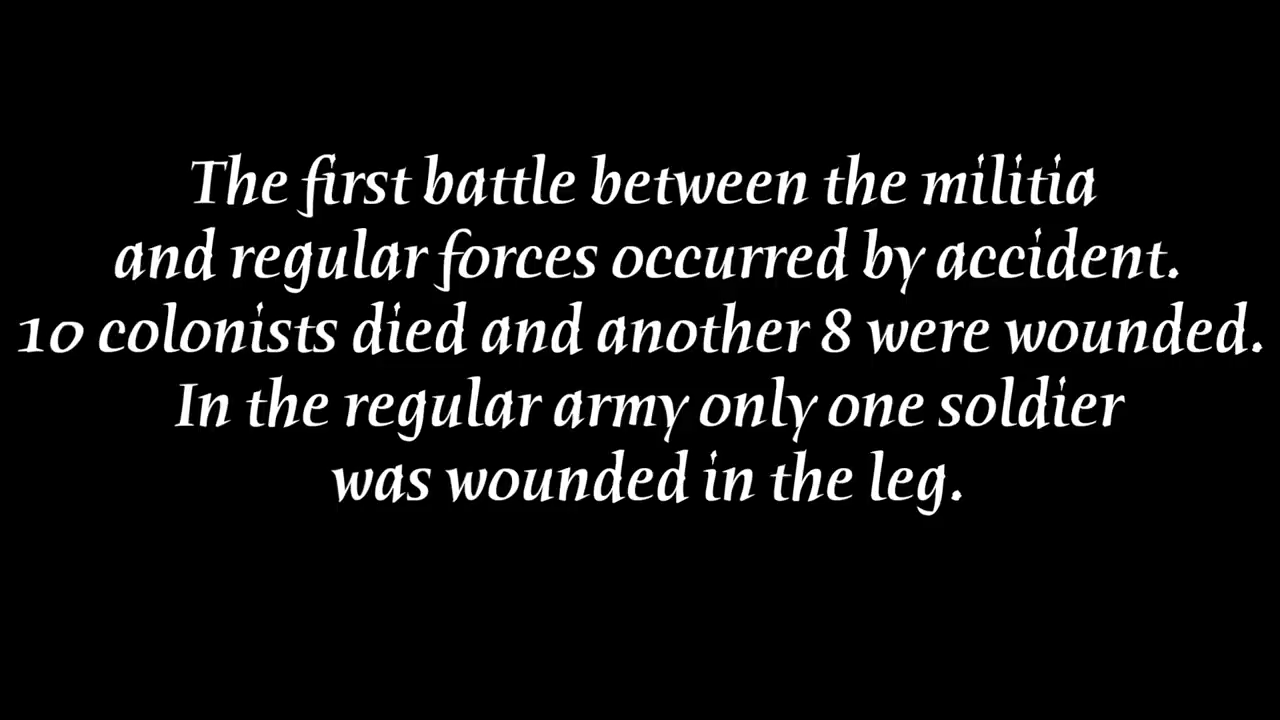 The first battle between the militia
and regular forces occurred by accident.
10 colonists died and another 8 were wounded.
In the regular army only one soldier
was wounded in the leg.